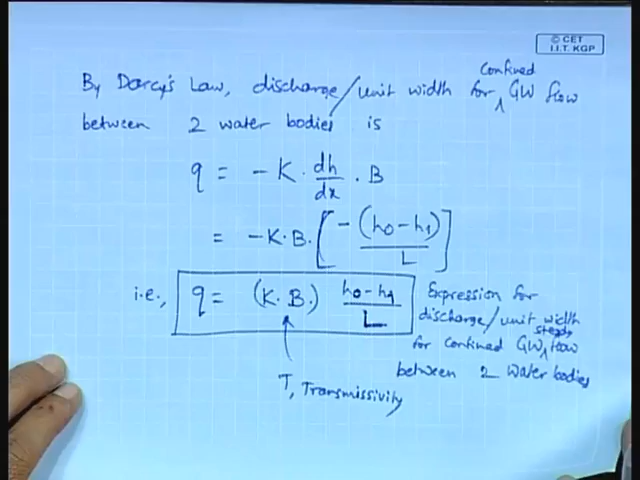 © CET
I.I.T. KGP
By Darcy's Law, discharge/unit width for confined GW flow
between 2 water bodies is
q = -K · dh/dx · B
= -K·B· [-(h₀-h₁)/L]
i.e., q = (K·B·) h₀-h₁/L
Expression for
discharge/unit width
for confined GW steady flow
between 2 water bodies
T, Transmissivity